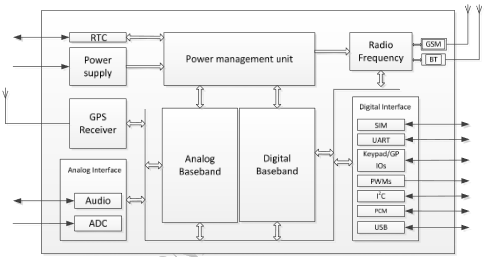 RTC
Power
supply
Power management unit
Radio
Frequency
GSM
BT
GPS
Receiver
Analog Interface
Audio
ADC
Analog
Baseband
Digital
Baseband
Digital Interface
SIM
UART
Keypad/GP
IOs
PWMs
I²C
PCM
USB